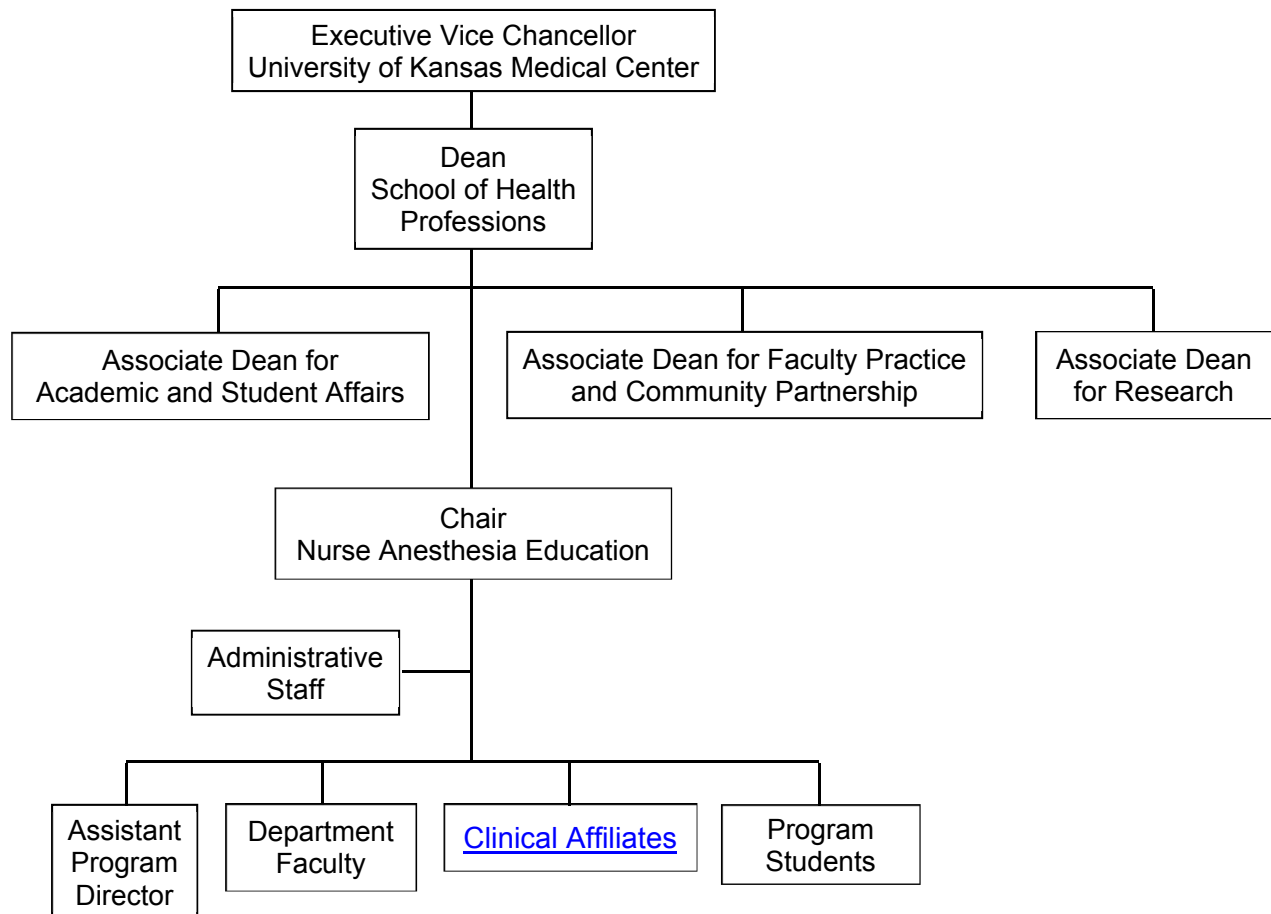 Executive Vice Chancellor
University of Kansas Medical Center
Dean
School of Health
Professions
Associate Dean for
Academic and Student Affairs
Associate Dean for Faculty Practice
and Community Partnership
Associate Dean
for Research
Chair
Nurse Anesthesia Education
Administrative
Staff
Assistant
Program
Director
Department
Faculty
Clinical Affiliates
Program
Students